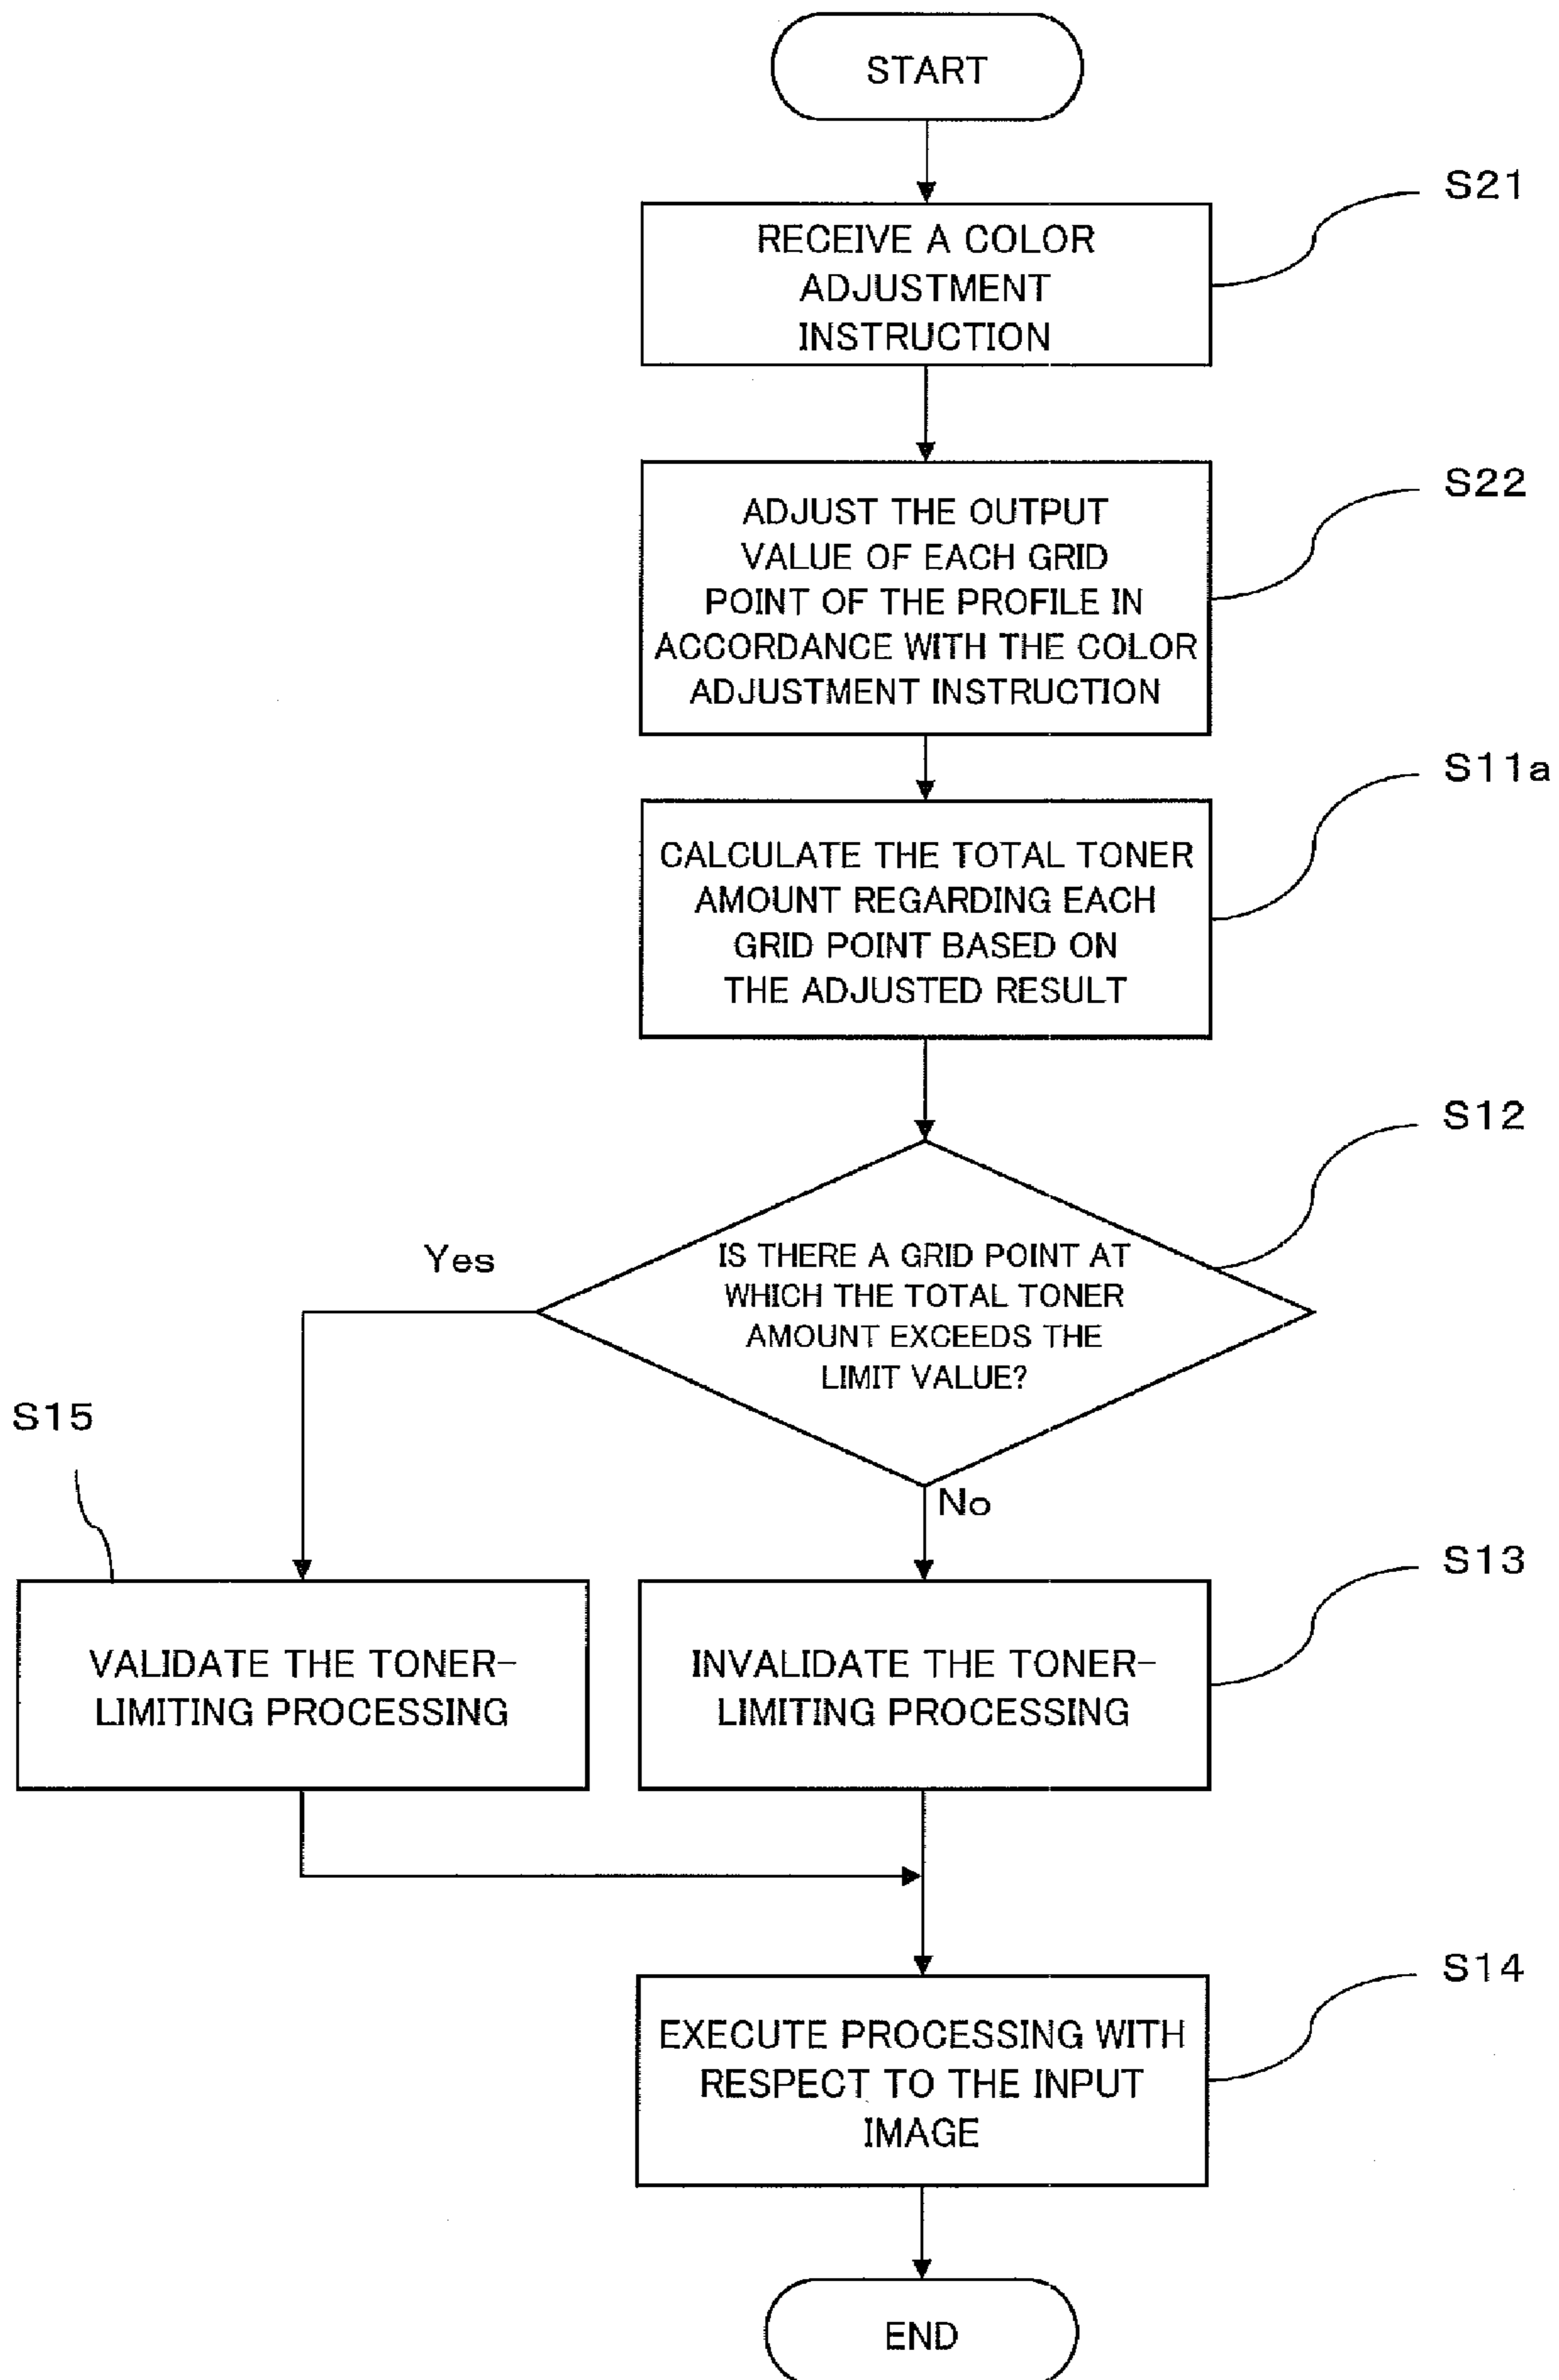 START
S21
RECEIVE A COLOR
ADJUSTMENT
INSTRUCTION
S22
ADJUST THE OUTPUT
VALUE OF EACH GRID
POINT OF THE PROFILE IN
ACCORDANCE WITH THE COLOR
ADJUSTMENT INSTRUCTION
S11a
CALCULATE THE TOTAL TONER
AMOUNT REGARDING EACH
GRID POINT BASED ON
THE ADJUSTED RESULT
S12
IS THERE A GRID POINT AT
WHICH THE TOTAL TONER
AMOUNT EXCEEDS THE
LIMIT VALUE?
Yes
No
S15
VALIDATE THE TONER-
LIMITING PROCESSING
S13
INVALIDATE THE TONER-
LIMITING PROCESSING
S14
EXECUTE PROCESSING WITH
RESPECT TO THE INPUT
IMAGE
END